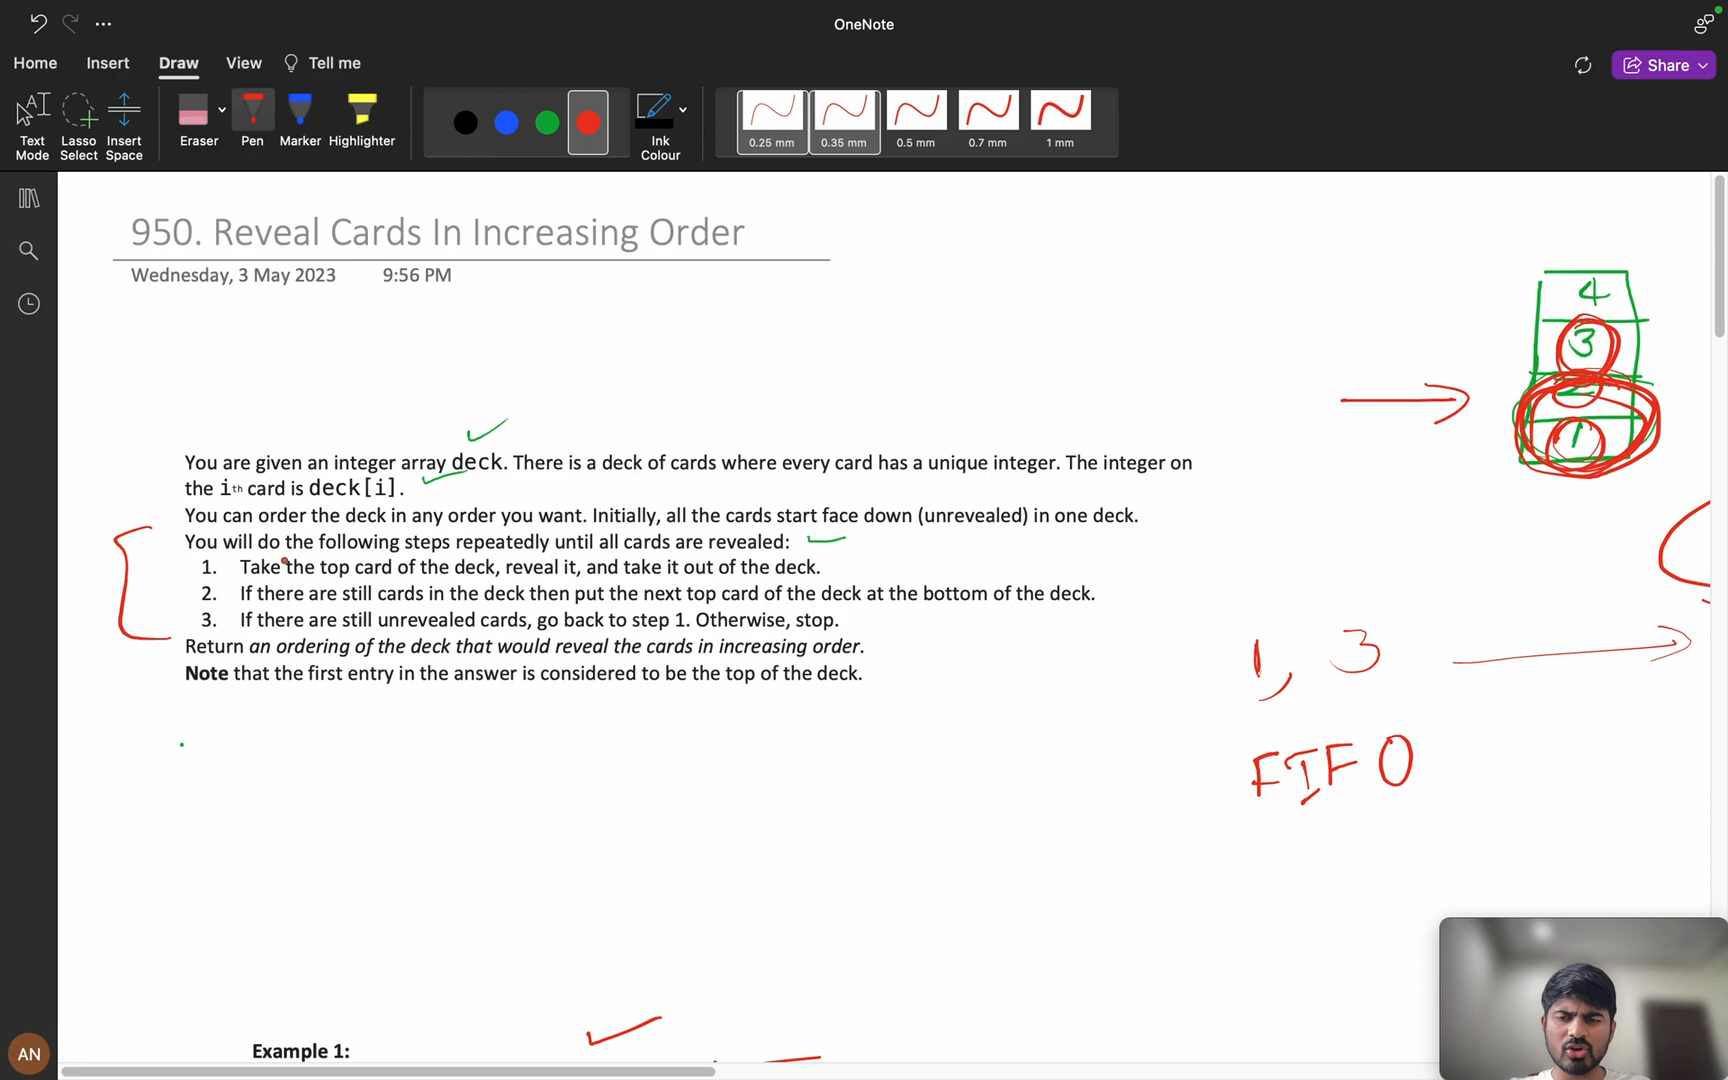 OneNote
Home Insert Draw View Tell me
Share
Text Mode
Lasso Select
Insert Space
Eraser
Pen
Marker
Highlighter
Ink Colour
0.25 mm
0.35 mm
0.5 mm
0.7 mm
1 mm
950. Reveal Cards In Increasing Order
Wednesday, 3 May 2023 9:56 PM
4
3
2
1
You are given an integer array deck. There is a deck of cards where every card has a unique integer. The integer on
the ith card is deck[i].
You can order the deck in any order you want. Initially, all the cards start face down (unrevealed) in one deck.
You will do the following steps repeatedly until all cards are revealed:
1. Take the top card of the deck, reveal it, and take it out of the deck.
2. If there are still cards in the deck then put the next top card of the deck at the bottom of the deck.
3. If there are still unrevealed cards, go back to step 1. Otherwise, stop.
Return an ordering of the deck that would reveal the cards in increasing order.
Note that the first entry in the answer is considered to be the top of the deck.
1, 3
FIFO
Example 1:
AN